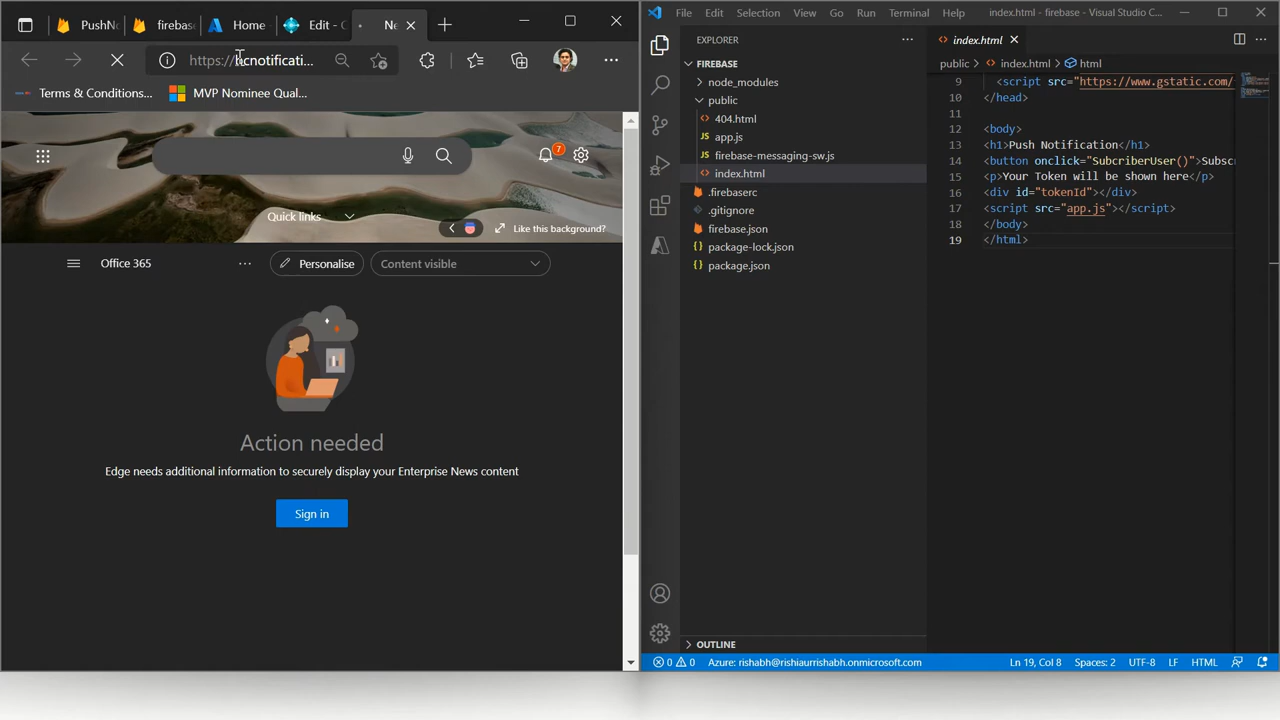 PushNo
firebas
Home
Edit - C
Ne
https://kcnotificati...
Terms & Conditions...
MVP Nominee Qual...
7
Quick links
Like this background?
Office 365
...
Personalise
Content visible
Action needed
Edge needs additional information to securely display your Enterprise News content
Sign in
File Edit Selection View Go Run Terminal Help index.html - firebase - Visual Studio C...
EXPLORER
FIREBASE
node_modules
public
404.html
app.js
firebase-messaging-sw.js
index.html
.firebaserc
.gitignore
firebase.json
package-lock.json
package.json
OUTLINE
index.html
public > index.html > html
9 <script src="https://www.gstatic.com/
10 </head>
11
12 <body>
13 <h1>Push Notification</h1>
14 <button onclick="SubcriberUser()">Subsc
15 <p>Your Token will be shown here</p>
16 <div id="tokenId"></div>
17 <script src="app.js"></script>
18 </body>
19 </html>
0 0 Azure: rishabh@rishiaurrishabh.onmicrosoft.com Ln 19, Col 8 Spaces: 2 UTF-8 LF HTML